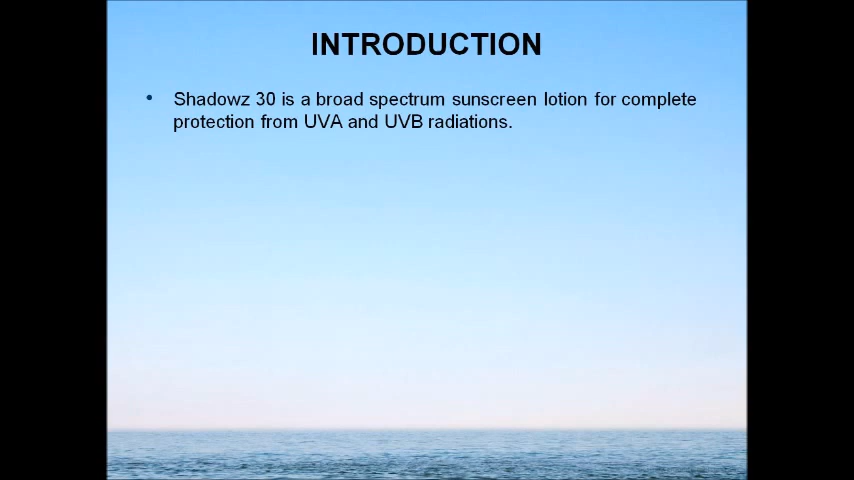 INTRODUCTION
• Shadowz 30 is a broad spectrum sunscreen lotion for complete
protection from UVA and UVB radiations.